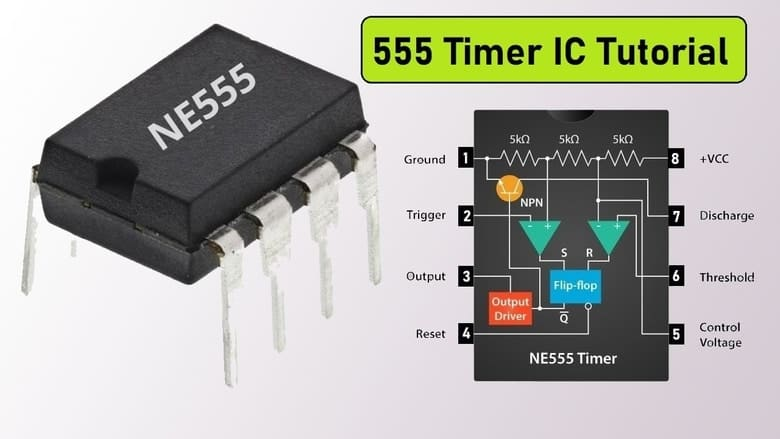 555 Timer IC Tutorial
NE555
5kΩ 5kΩ 5kΩ
Ground 1 8 +VCC
NPN
Trigger 2 7 Discharge
- + - +
S R
Output 3 6 Threshold
Flip-flop
Output
Driver
Q̅
Reset 4 5 Control
Voltage
NE555 Timer